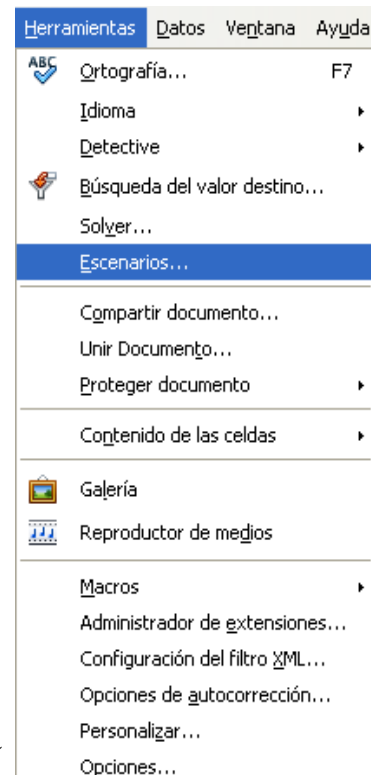 Herramientas Datos Ventana Ayuda
ABC Ortografía... F7
Idioma
Detective
Búsqueda del valor destino...
Solver...
Escenarios...
Compartir documento...
Unir Documento...
Proteger documento
Contenido de las celdas
Galería
Reproductor de medios
Macros
Administrador de extensiones...
Configuración del filtro XML...
Opciones de autocorrección...
Personalizar...
Opciones...